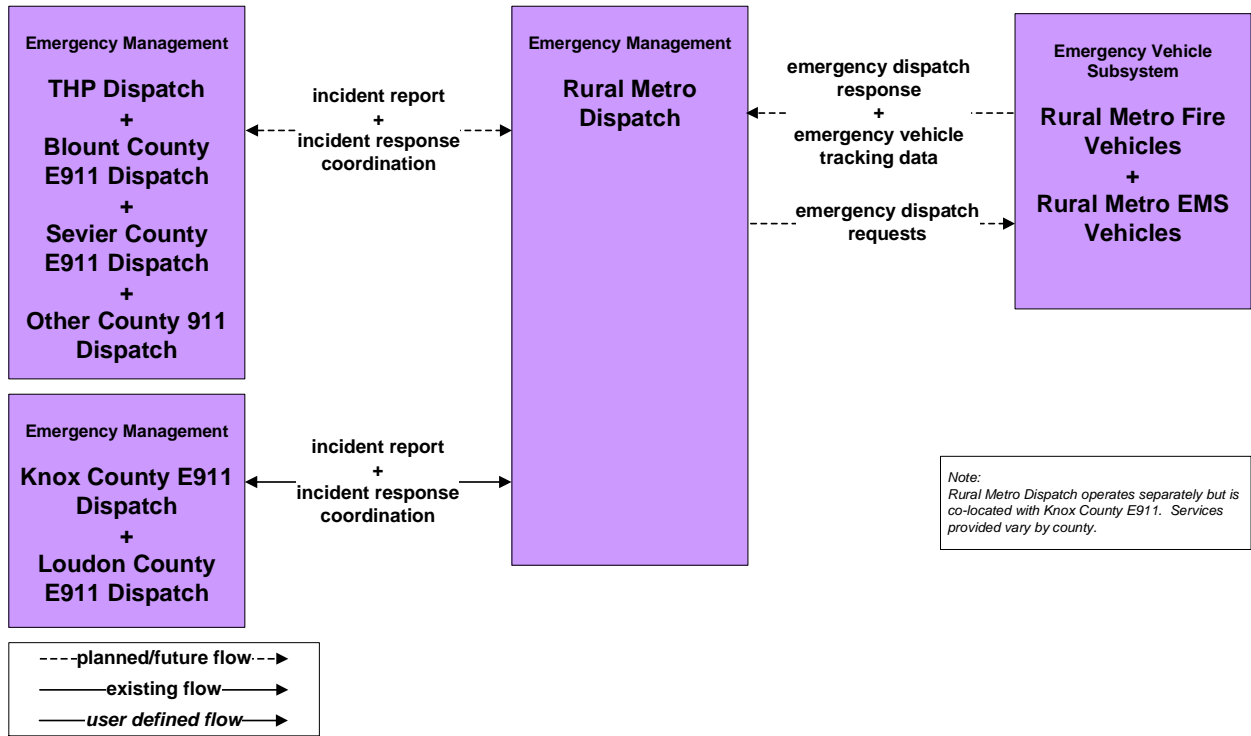 Emergency Management
THP Dispatch
+
Blount County
E911 Dispatch
+
Sevier County
E911 Dispatch
+
Other County 911
Dispatch
incident report
+
incident response
coordination
Emergency Management
Rural Metro
Dispatch
emergency dispatch
response
+
emergency vehicle
tracking data
emergency dispatch
requests
Emergency Vehicle
Subsystem
Rural Metro Fire
Vehicles
+
Rural Metro EMS
Vehicles
Emergency Management
Knox County E911
Dispatch
+
Loudon County
E911 Dispatch
incident report
+
incident response
coordination
Note:
Rural Metro Dispatch operates separately but is
co-located with Knox County E911. Services
provided vary by county.
planned/future flow
existing flow
user defined flow